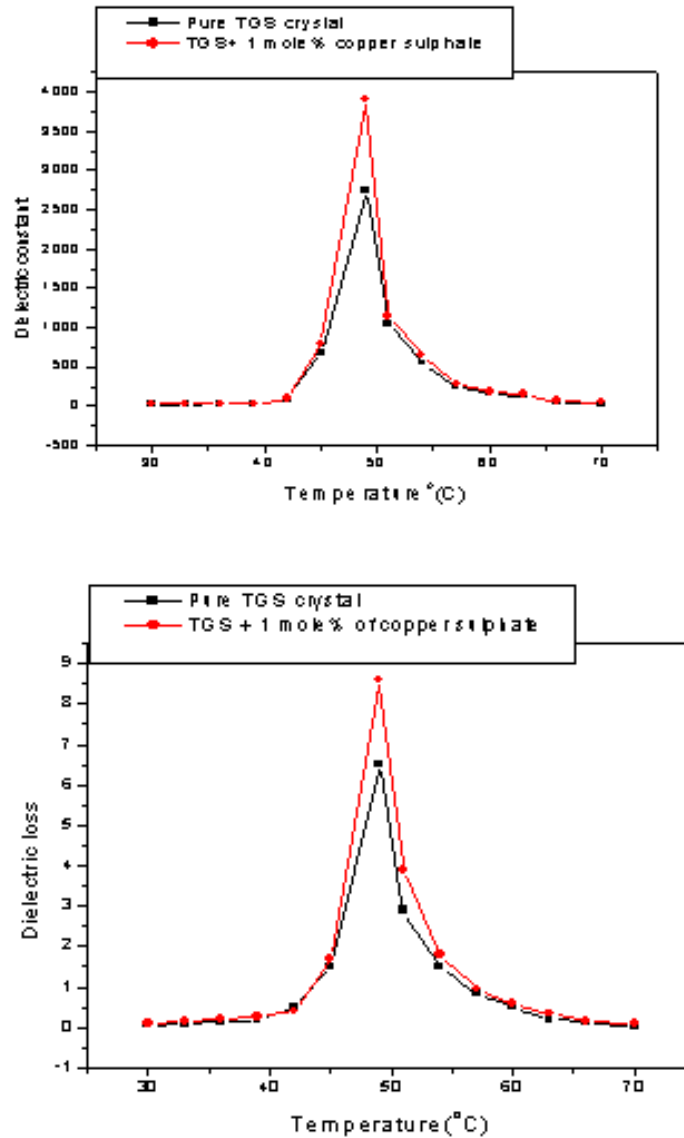 Pure TGS crystal
TGS+ 1 mole% copper sulphale
4000
3500
3000
2500
2000
1500
1000
500
0
-500
Dielectric constant
30 40 50 60 70
Temperature °(C)
Pure TGS crystal
TGS + 1 mole% of copper sulphate
9
8
7
6
5
4
3
2
1
0
-1
Dielectric loss
30 40 50 60 70
Temperature (°C)